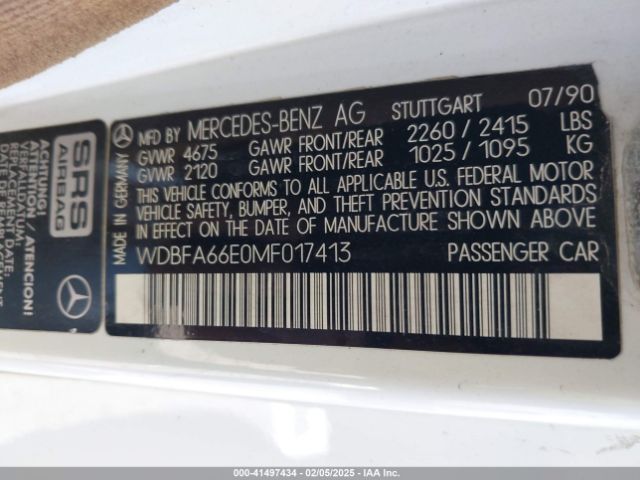 MADE IN GERMANY
MFD BY MERCEDES-BENZ AG STUTTGART 07/90
GVWR 4675 GAWR FRONT/REAR 2260 / 2415 LBS
GVWR 2120 GAWR FRONT/REAR 1025 / 1095 KG
THIS VEHICLE CONFORMS TO ALL APPLICABLE U.S. FEDERAL MOTOR
VEHICLE SAFETY, BUMPER, AND THEFT PREVENTION STANDARDS
IN EFFECT ON THE DATE OF MANUFACTURE SHOWN ABOVE
WDBFA66E0MF017413 PASSENGER CAR
SRS
AIRBAG
ATTENTION / ATENCION!
000-41497434 - 02/05/2025 - IAA Inc.